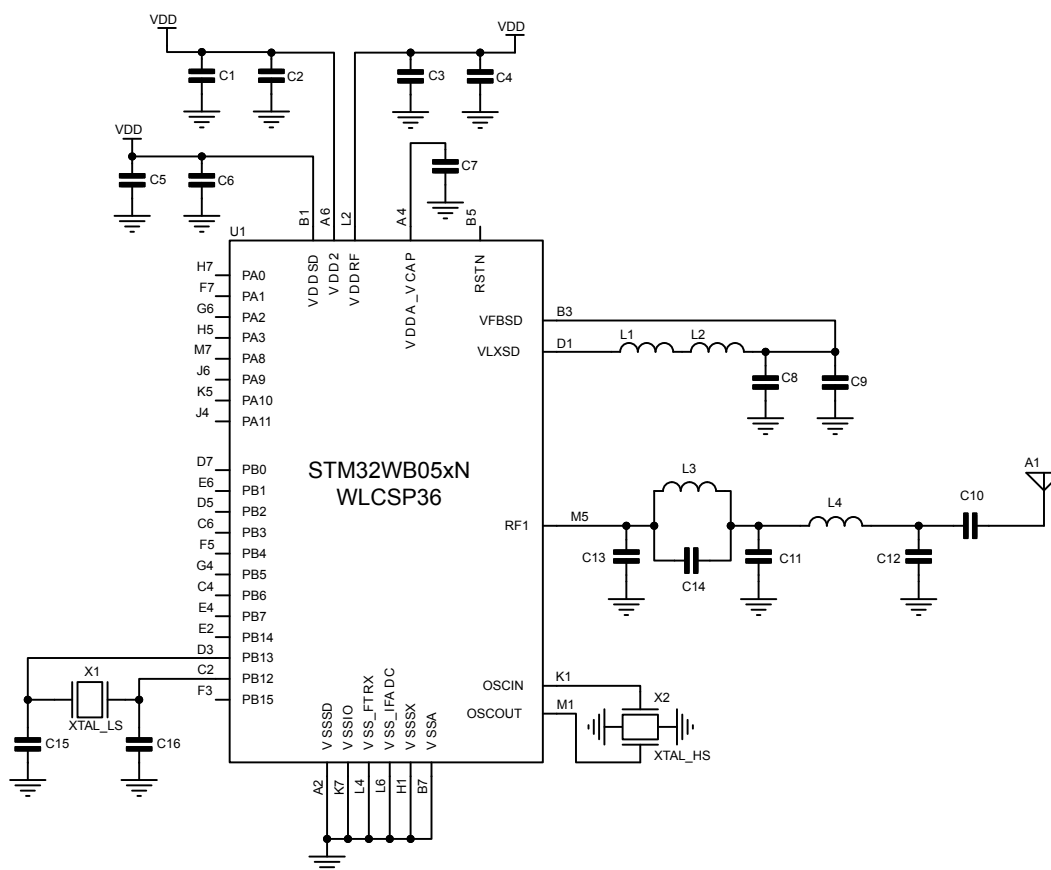 VDD
VDD
C1
C2
C3
C4
VDD
C5
C6
C7
B1
A6
L2
A4
B5
U1
VDDSD
VDD2
VDDRF
VDDA_VCAP
RSTN
H7 PA0
F7 PA1
G6 PA2
H5 PA3
M7 PA8
J6 PA9
K5 PA10
J4 PA11
VFBSD B3
VLXSD D1
L1
L2
C8
C9
D7 PB0
E6 PB1
D5 PB2
C6 PB3
F5 PB4
G4 PB5
C4 PB6
E4 PB7
E2 PB14
D3 PB13
C2 PB12
F3 PB15
STM32WB05xN
WLCSP36
RF1 M5
L3
C13
C14
C11
L4
C12
C10
A1
X1
XTAL_LS
C15
C16
OSCIN K1
OSCOUT M1
X2
XTAL_HS
VSSSD
VSSIO
VSS_FTRX
VSS_IFADC
VSSSX
VSSA
A2
K7
L4
L6
H1
B7